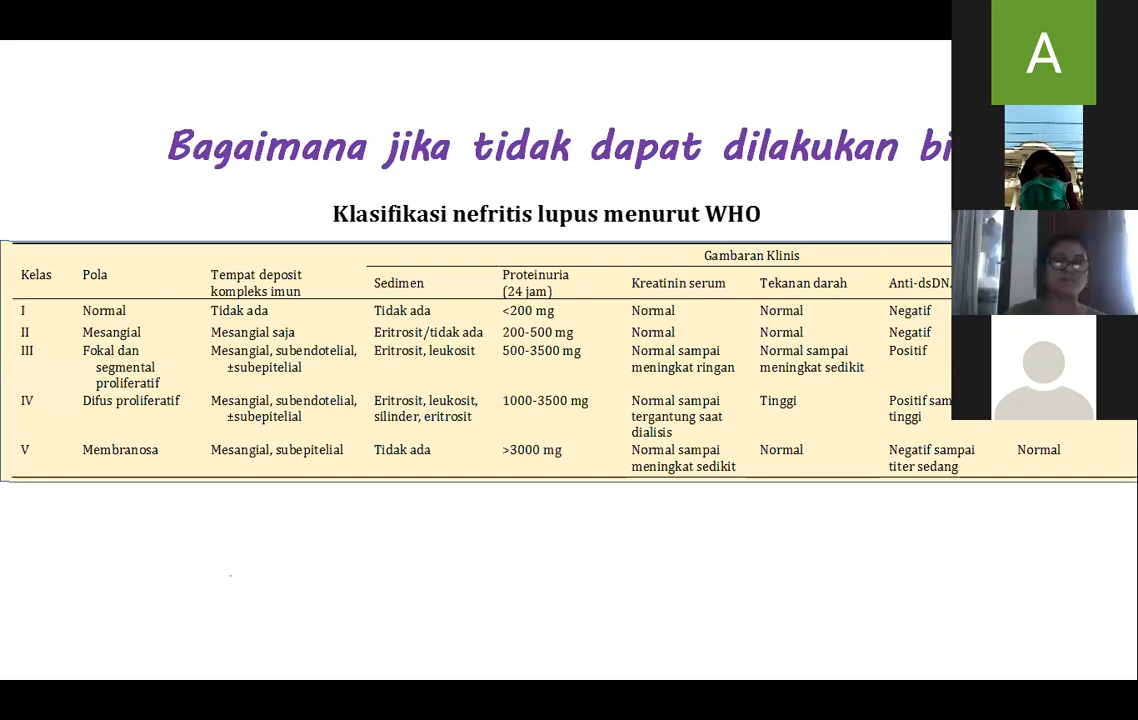 A
Bagaimana jika tidak dapat dilakukan
Klasifikasi nefritis lupus menurut WHO
Gambaran Klinis
Kelas Pola Tempat deposit kompleks imun Sedimen Proteinuria (24 jam) Kreatinin serum Tekanan darah Anti-dsDN
I Normal Tidak ada Tidak ada <200 mg Normal Normal Negatif
II Mesangial Mesangial saja Eritrosit/tidak ada 200-500 mg Normal Normal Negatif
III Fokal dan segmental proliferatif Mesangial, subendotelial, ±subepitelial Eritrosit, leukosit 500-3500 mg Normal sampai meningkat ringan Normal sampai meningkat sedikit Positif
IV Difus proliferatif Mesangial, subendotelial, ±subepitelial Eritrosit, leukosit, silinder, eritrosit 1000-3500 mg Normal sampai tergantung saat dialisis Tinggi Positif sam tinggi
V Membranosa Mesangial, subepitelial Tidak ada >3000 mg Normal sampai meningkat sedikit Normal Negatif sampai titer sedang Normal